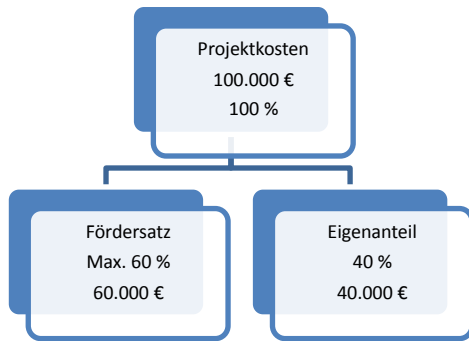 Projektkosten
100.000 €
100 %
Fördersatz
Max. 60 %
60.000 €
Eigenanteil
40 %
40.000 €